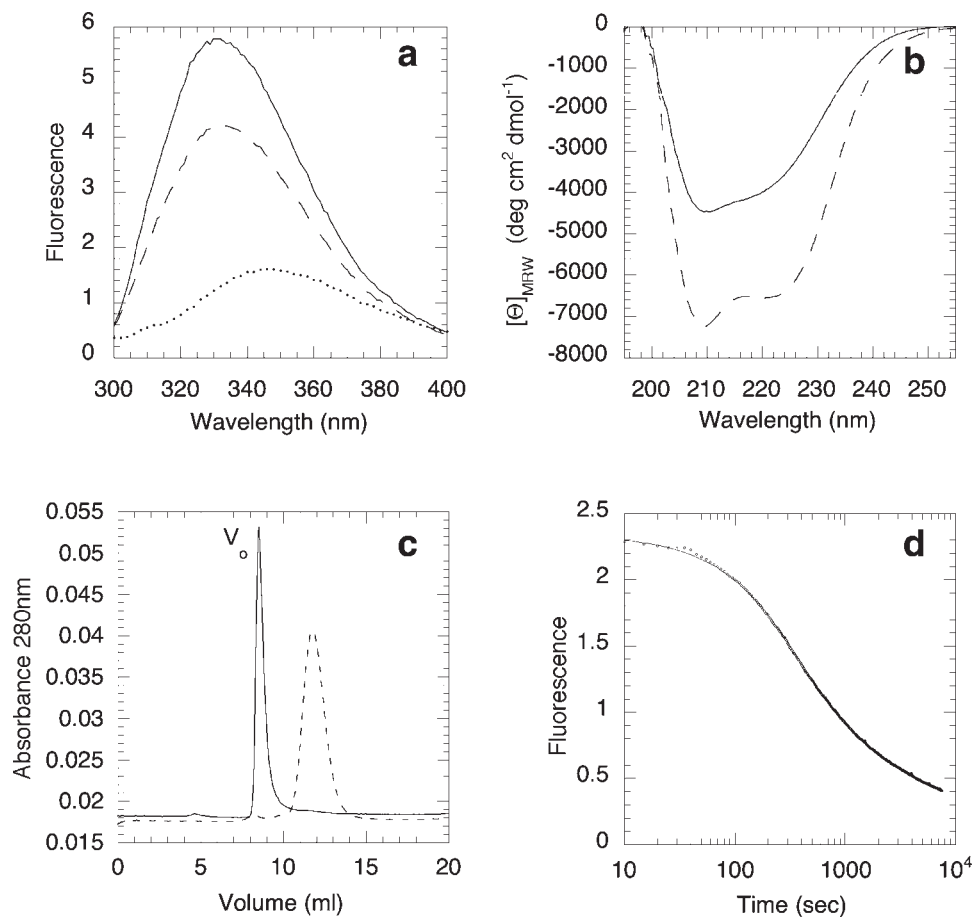 a
6
5
4
3
2
1
0
Fluorescence
300 320 340 360 380 400
Wavelength (nm)
b
0
-1000
-2000
-3000
-4000
-5000
-6000
-7000
-8000
[Θ]MRW (deg cm2 dmol-1)
200 210 220 230 240 250
Wavelength (nm)
c
Vo
0.055
0.05
0.045
0.04
0.035
0.03
0.025
0.02
0.015
Absorbance 280nm
0 5 10 15 20
Volume (ml)
d
2.5
2
1.5
1
0.5
0
Fluorescence
10 100 1000 104
Time (sec)